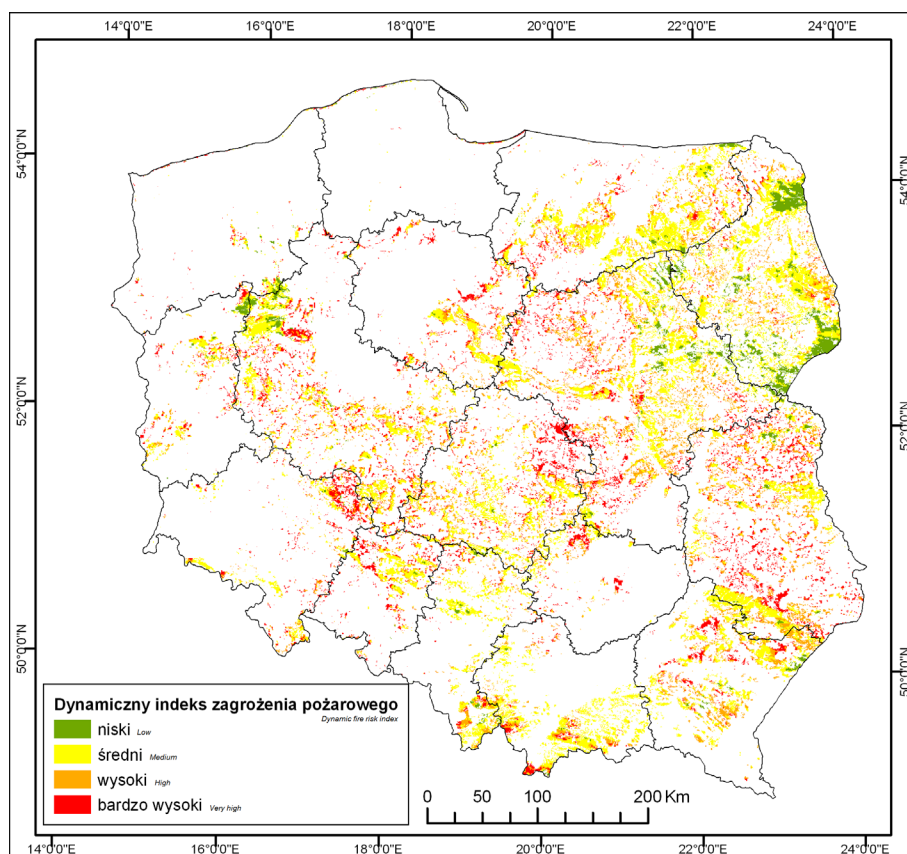 14°0'0"E 16°0'0"E 18°0'0"E 20°0'0"E 22°0'0"E 24°0'0"E
54°0'0"N 54°0'0"N
52°0'0"N 52°0'0"N
50°0'0"N 50°0'0"N
Dynamiczny indeks zagrożenia pożarowego
Dynamic fire risk index
niski Low
średni Medium
wysoki High
bardzo wysoki Very high
0 50 100 200 Km
14°0'0"E 16°0'0"E 18°0'0"E 20°0'0"E 22°0'0"E 24°0'0"E